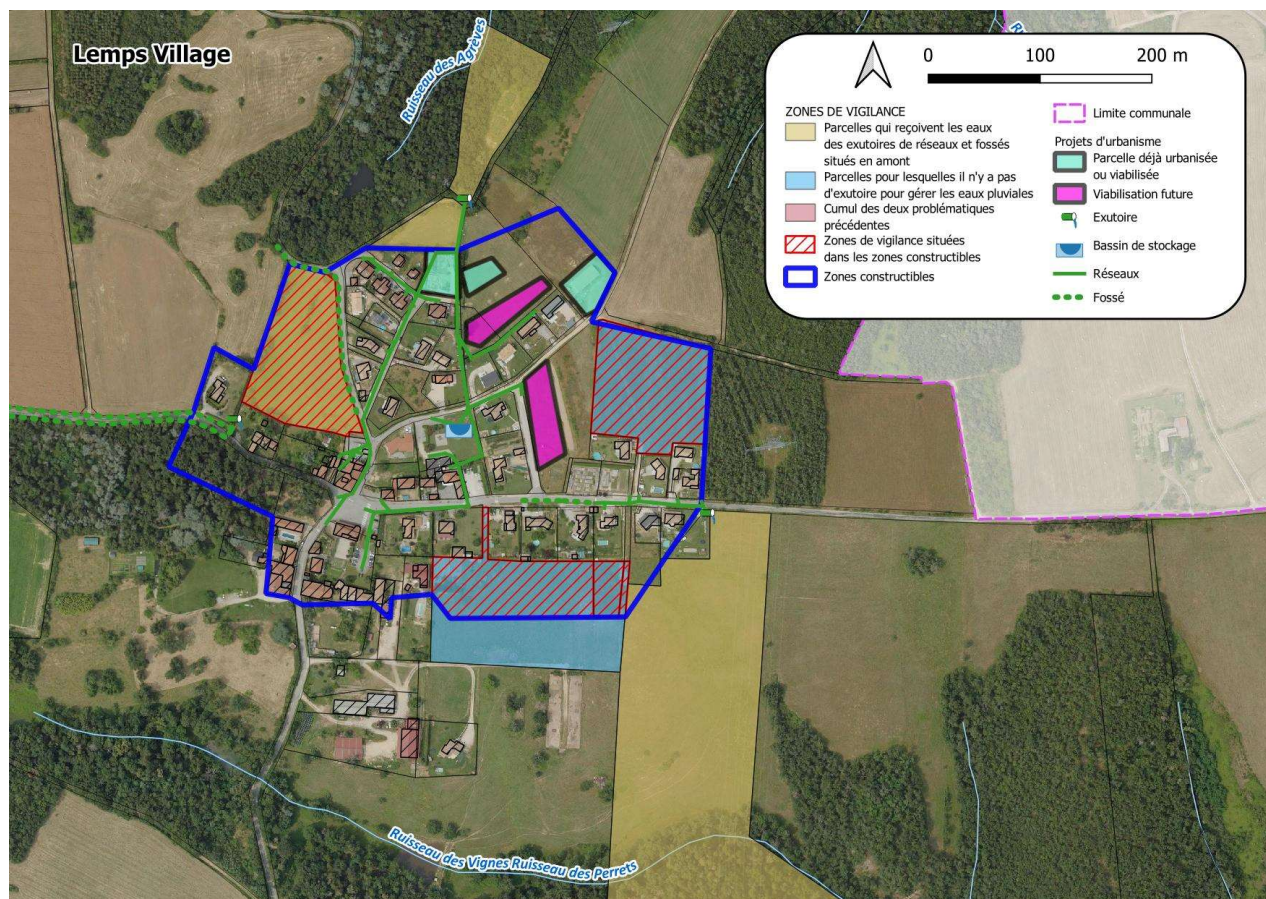 Lemps Village
Ruisseau des Agrèves
Ru
0 100 200 m
ZONES DE VIGILANCE
Parcelles qui reçoivent les eaux
des exutoires de réseaux et fossés
situés en amont
Parcelles pour lesquelles il n'y a pas
d'exutoire pour gérer les eaux pluviales
Cumul des deux problématiques
précédentes
Zones de vigilance situées
dans les zones constructibles
Zones constructibles
Limite communale
Projets d'urbanisme
Parcelle déjà urbanisée
ou viabilisée
Viabilisation future
Exutoire
Bassin de stockage
Réseaux
Fossé
Ruisseau des Vignes Ruisseau des Perrets